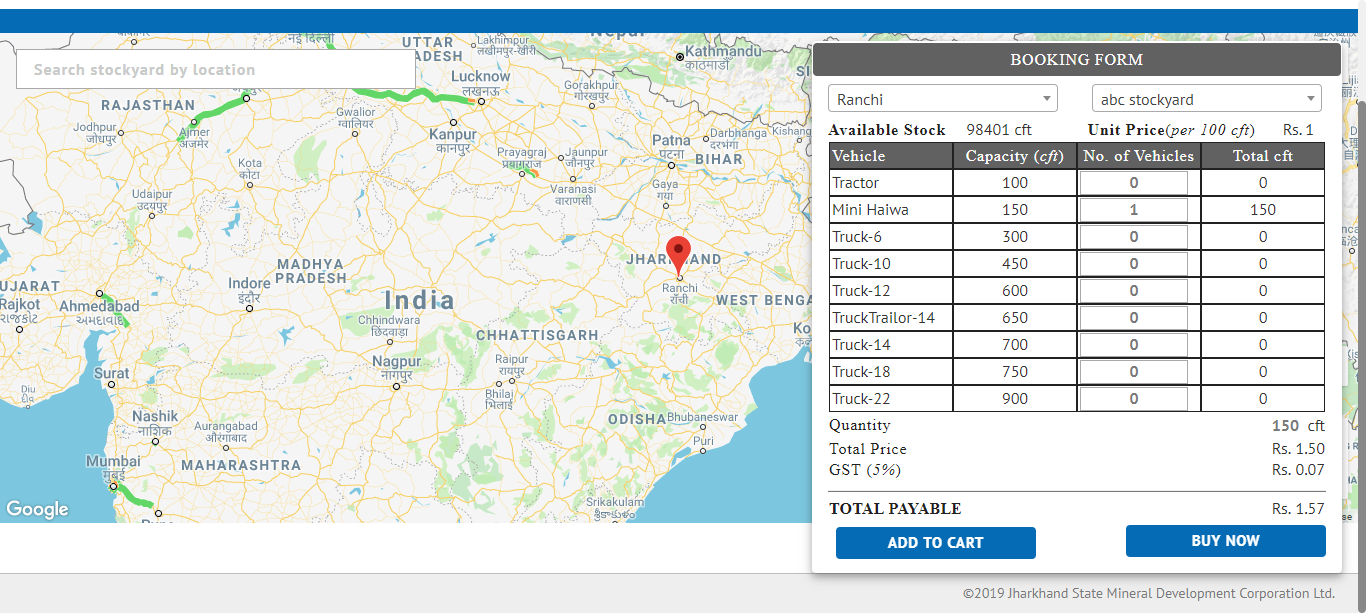 Search stockyard by location
नई दिल्ली
UTTAR
PRADESH
Lakhimpur
लखीमपुर-खीरी
Nepal
Kathmandu
काठमाडौं
Lucknow
लखनऊ
RAJASTHAN
Gorakhpur
गोरखपुर
Jodhpur
जोधपुर
Ajmer
अजमेर
Gwalior
ग्वालियर
Kanpur
कानपुर
Patna
पटना
Darbhanga
दरभंगा
Kishang
BIHAR
Kota
कोटा
Prayagraj
प्रयागराज
Jaunpur
जौनपुर
Varanasi
वाराणसी
Gaya
गया
Udaipur
उदयपुर
MADHYA
PRADESH
JHARKHAND
Ranchi
राँची
UJARAT
Rajkot
રાજકોટ
Ahmedabad
અમદાવાદ
Indore
इंदौर
India
WEST BENGA
Chhindwara
छिंदवाड़ा
CHHATTISGARH
Ko
Nagpur
नागपुर
Raipur
रायपुर
Bhilai
भिलाई
Surat
Diu
દીવ
Nashik
नाशिक
Aurangabad
औरंगाबाद
ODISHA
Bhubaneswar
Puri
Mumbai
मुंबई
MAHARASHTRA
Srikakulam
Pune
Google
BOOKING FORM
Ranchi abc stockyard
Available Stock 98401 cft Unit Price(per 100 cft) Rs. 1
Vehicle Capacity (cft) No. of Vehicles Total cft
Tractor 100 0 0
Mini Haiwa 150 1 150
Truck-6 300 0 0
Truck-10 450 0 0
Truck-12 600 0 0
TruckTrailor-14 650 0 0
Truck-14 700 0 0
Truck-18 750 0 0
Truck-22 900 0 0
Quantity 150 cft
Total Price Rs. 1.50
GST (5%) Rs. 0.07
TOTAL PAYABLE Rs. 1.57
ADD TO CART BUY NOW
©2019 Jharkhand State Mineral Development Corporation Ltd.